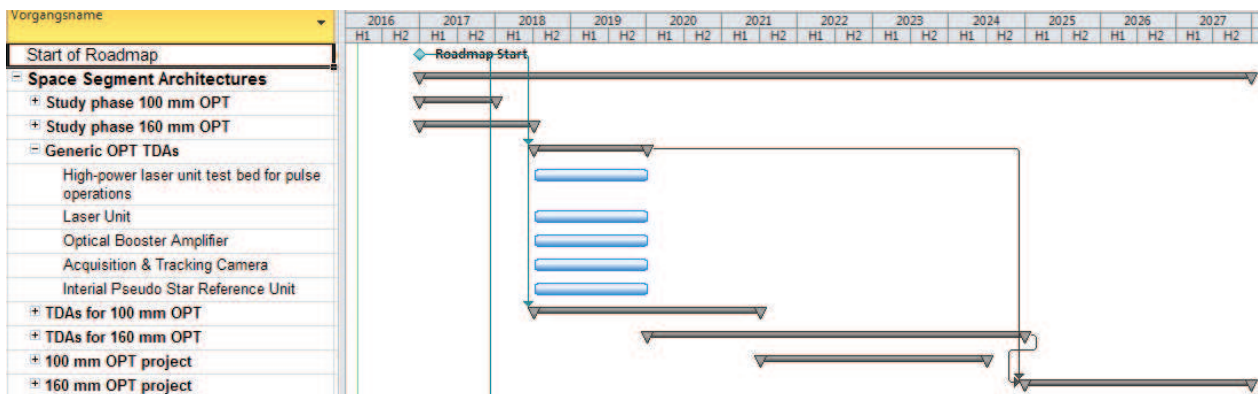 Vorgangsname
2016 2017 2018 2019 2020 2021 2022 2023 2024 2025 2026 2027
H1 H2 H1 H2 H1 H2 H1 H2 H1 H2 H1 H2 H1 H2 H1 H2 H1 H2 H1 H2 H1 H2 H1 H2
Start of Roadmap
Roadmap Start
Space Segment Architectures
Study phase 100 mm OPT
Study phase 160 mm OPT
Generic OPT TDAs
High-power laser unit test bed for pulse
operations
Laser Unit
Optical Booster Amplifier
Acquisition & Tracking Camera
Interial Pseudo Star Reference Unit
TDAs for 100 mm OPT
TDAs for 160 mm OPT
100 mm OPT project
160 mm OPT project